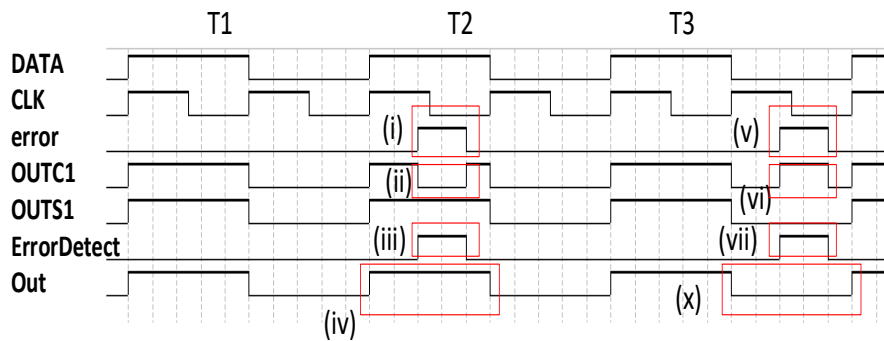 T1 T2 T3
DATA
CLK
error (i) (v)
OUTC1 (ii) (vi)
OUTS1
ErrorDetect (iii) (vii)
Out (iv) (x)